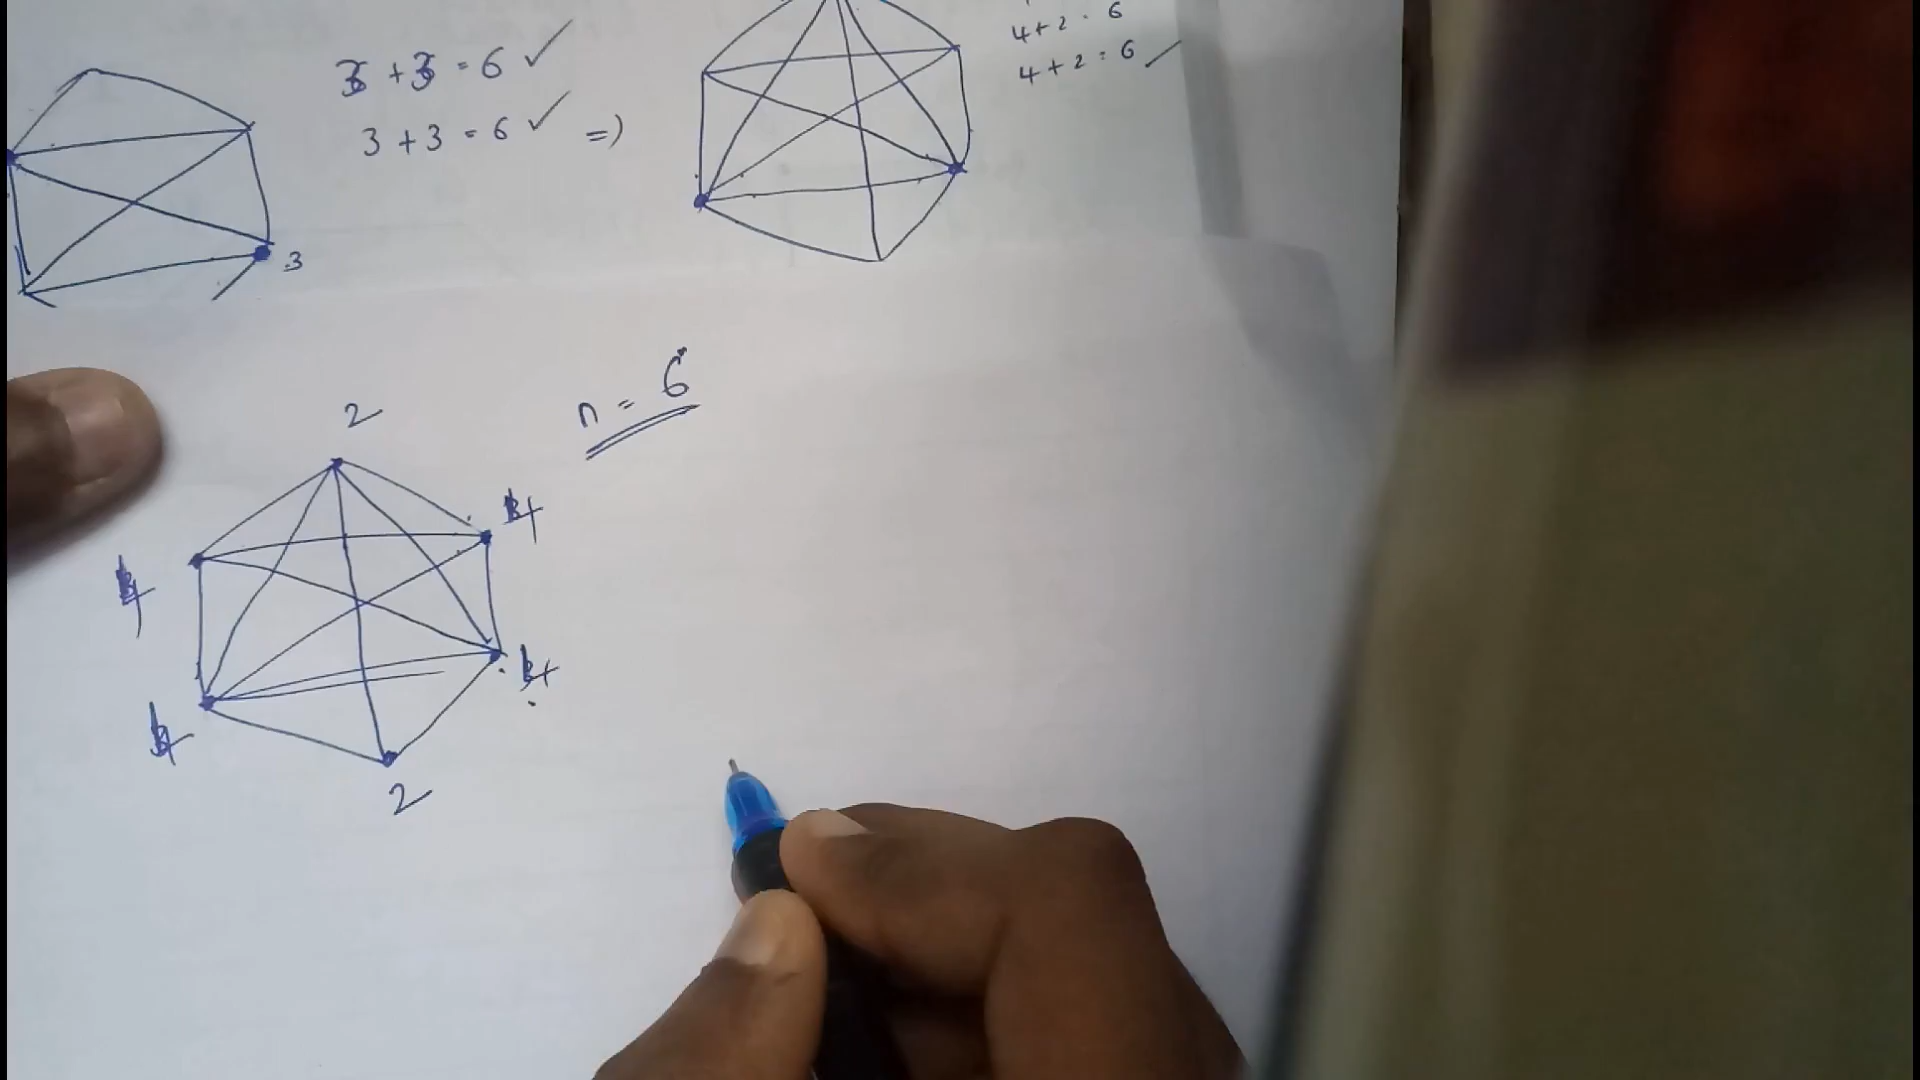 3 + 3 = 6 ✓
3 + 3 = 6 ✓ =)
4 + 2 = 6
4 + 2 = 6 ✓
3
n = 6
2
4
4
4
4
2